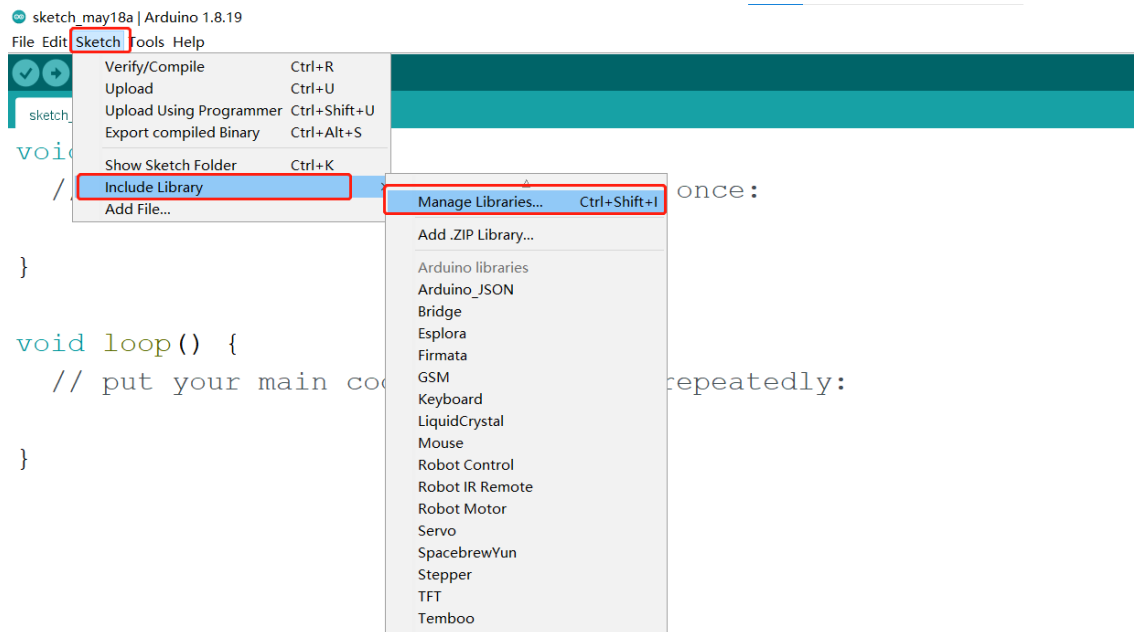 sketch_may18a | Arduino 1.8.19
File Edit Sketch Tools Help
Verify/Compile Ctrl+R
Upload Ctrl+U
Upload Using Programmer Ctrl+Shift+U
Export compiled Binary Ctrl+Alt+S
Show Sketch Folder Ctrl+K
Include Library
Add File...
Manage Libraries... Ctrl+Shift+I
Add .ZIP Library...
Arduino libraries
Arduino_JSON
Bridge
Esplora
Firmata
GSM
Keyboard
LiquidCrystal
Mouse
Robot Control
Robot IR Remote
Robot Motor
Servo
SpacebrewYun
Stepper
TFT
Temboo
sketch_
void
// once:
}
void loop() {
// put your main co repeatedly:
}